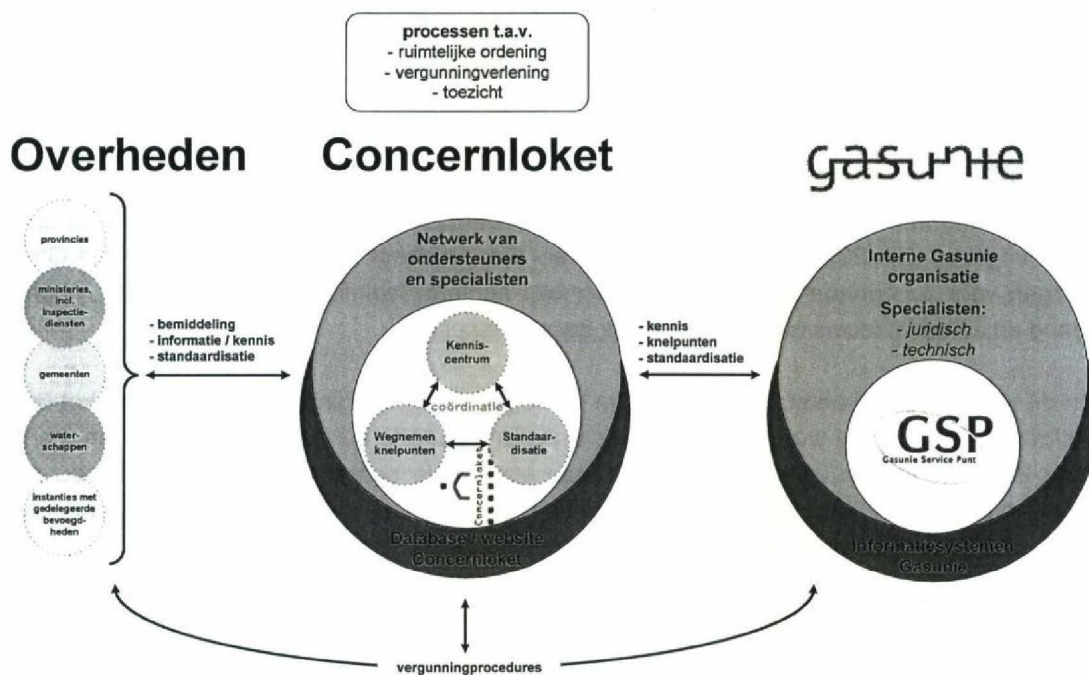 processen t.a.v.
- ruimtelijke ordening
- vergunningverlening
- toezicht
Overheden
Concernloket
gasunie
provincies
ministeries,
incl.
inspectie-
diensten
gemeenten
water-
schappen
instanties met
gedelegeerde
bevoegd-
heden
- bemiddeling
- informatie / kennis
- standaardisatie
Netwerk van
ondersteuners
en specialisten
Kennis-
centrum
coördinatie
Wegnemen
knelpunten
Standaar-
disatie
Concernloket
Database / website
Concernloket
- kennis
- knelpunten
- standaardisatie
Interne Gasunie
organisatie
Specialisten:
- juridisch
- technisch
GSP
Gasunie Service Punt
Informatiesystemen
Gasunie
vergunningprocedures